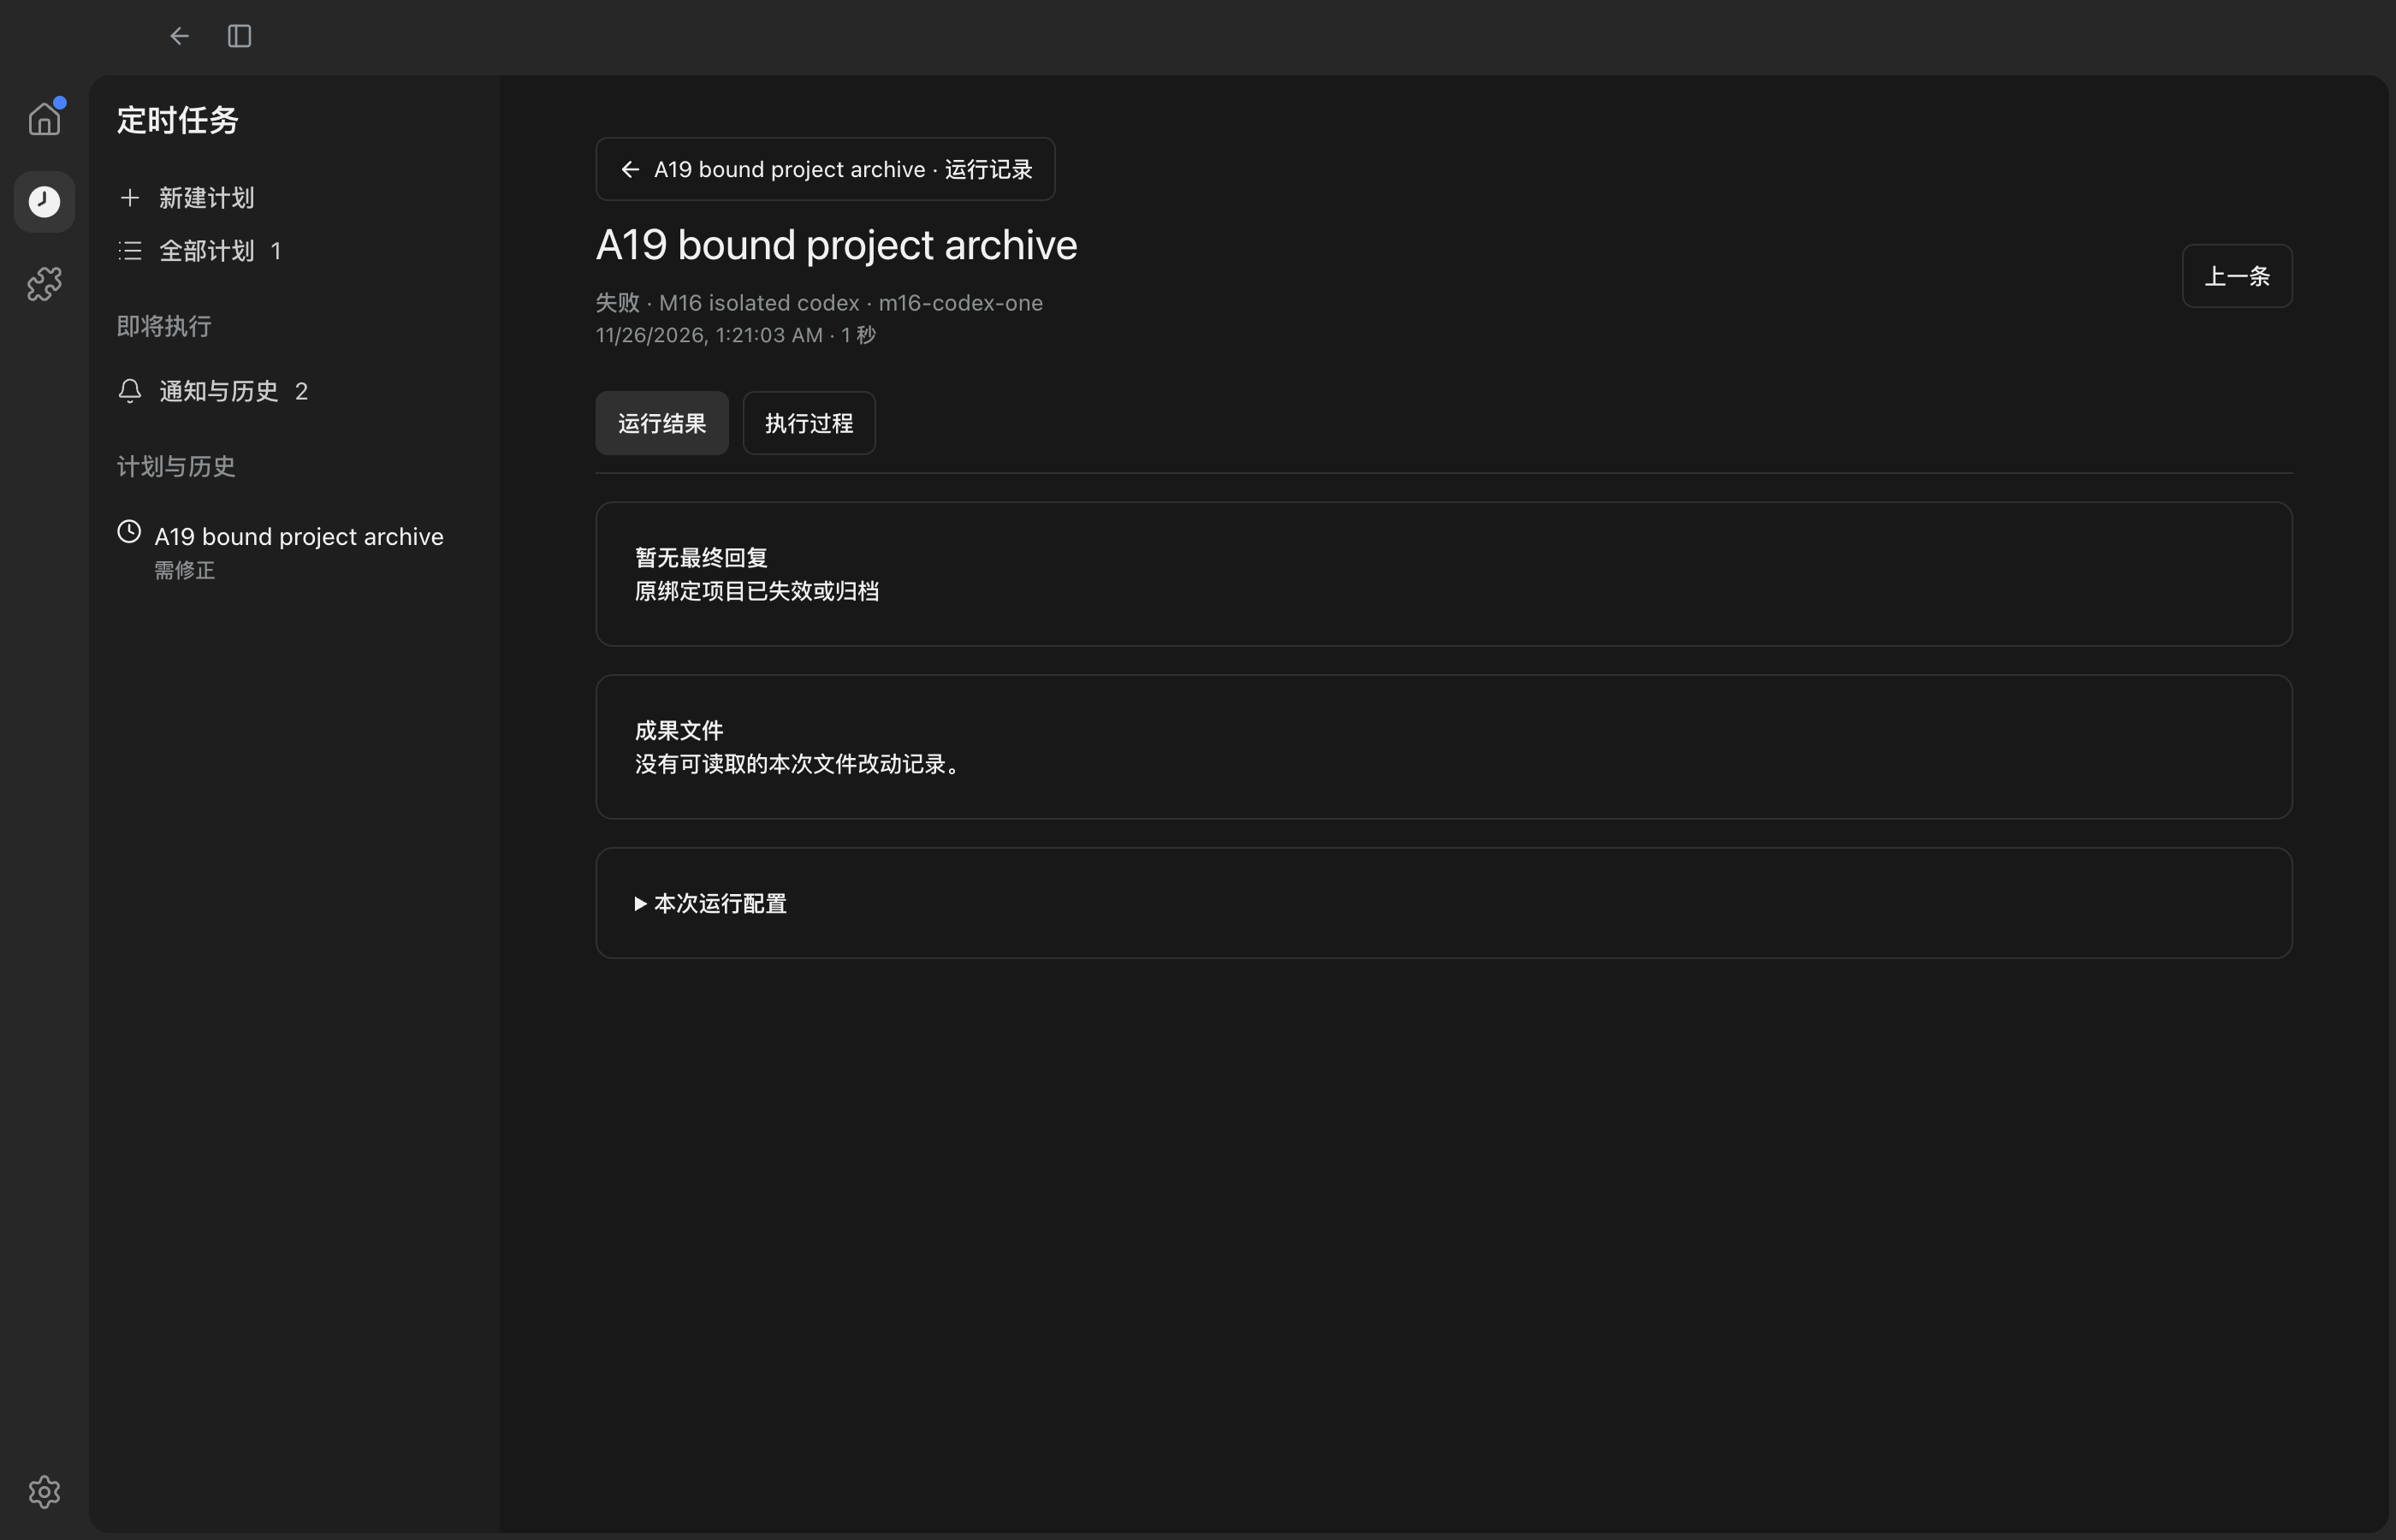 定时任务
新建计划
全部计划 1
即将执行
通知与历史 2
计划与历史
A19 bound project archive
需修正
A19 bound project archive · 运行记录
A19 bound project archive
失败 · M16 isolated codex · m16-codex-one
11/26/2026, 1:21:03 AM · 1 秒
上一条
运行结果
执行过程
暂无最终回复
原绑定项目已失效或归档
成果文件
没有可读取的本次文件改动记录。
本次运行配置